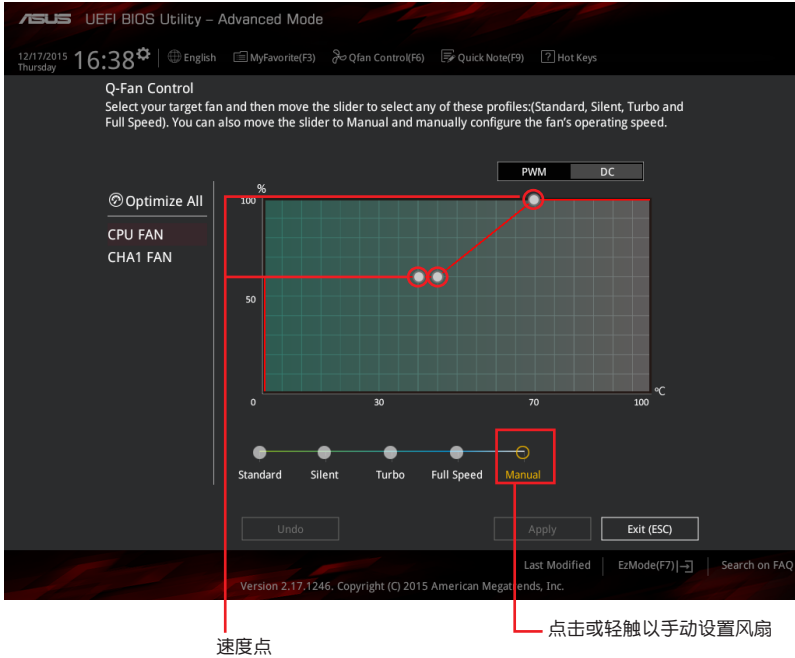 ASUS UEFI BIOS Utility – Advanced Mode
12/17/2015
Thursday
16:38
English
MyFavorite(F3)
Qfan Control(F6)
Quick Note(F9)
? Hot Keys
Q-Fan Control
Select your target fan and then move the slider to select any of these profiles:(Standard, Silent, Turbo and
Full Speed). You can also move the slider to Manual and manually configure the fan's operating speed.
PWM DC
Optimize All
CPU FAN
CHA1 FAN
%
100
50
ºC
0 30 70 100
Standard Silent Turbo Full Speed Manual
Undo Apply Exit (ESC)
Last Modified EzMode(F7) Search on FAQ
Version 2.17.1246. Copyright (C) 2015 American Megatrends, Inc.
点击或轻触以手动设置风扇
速度点